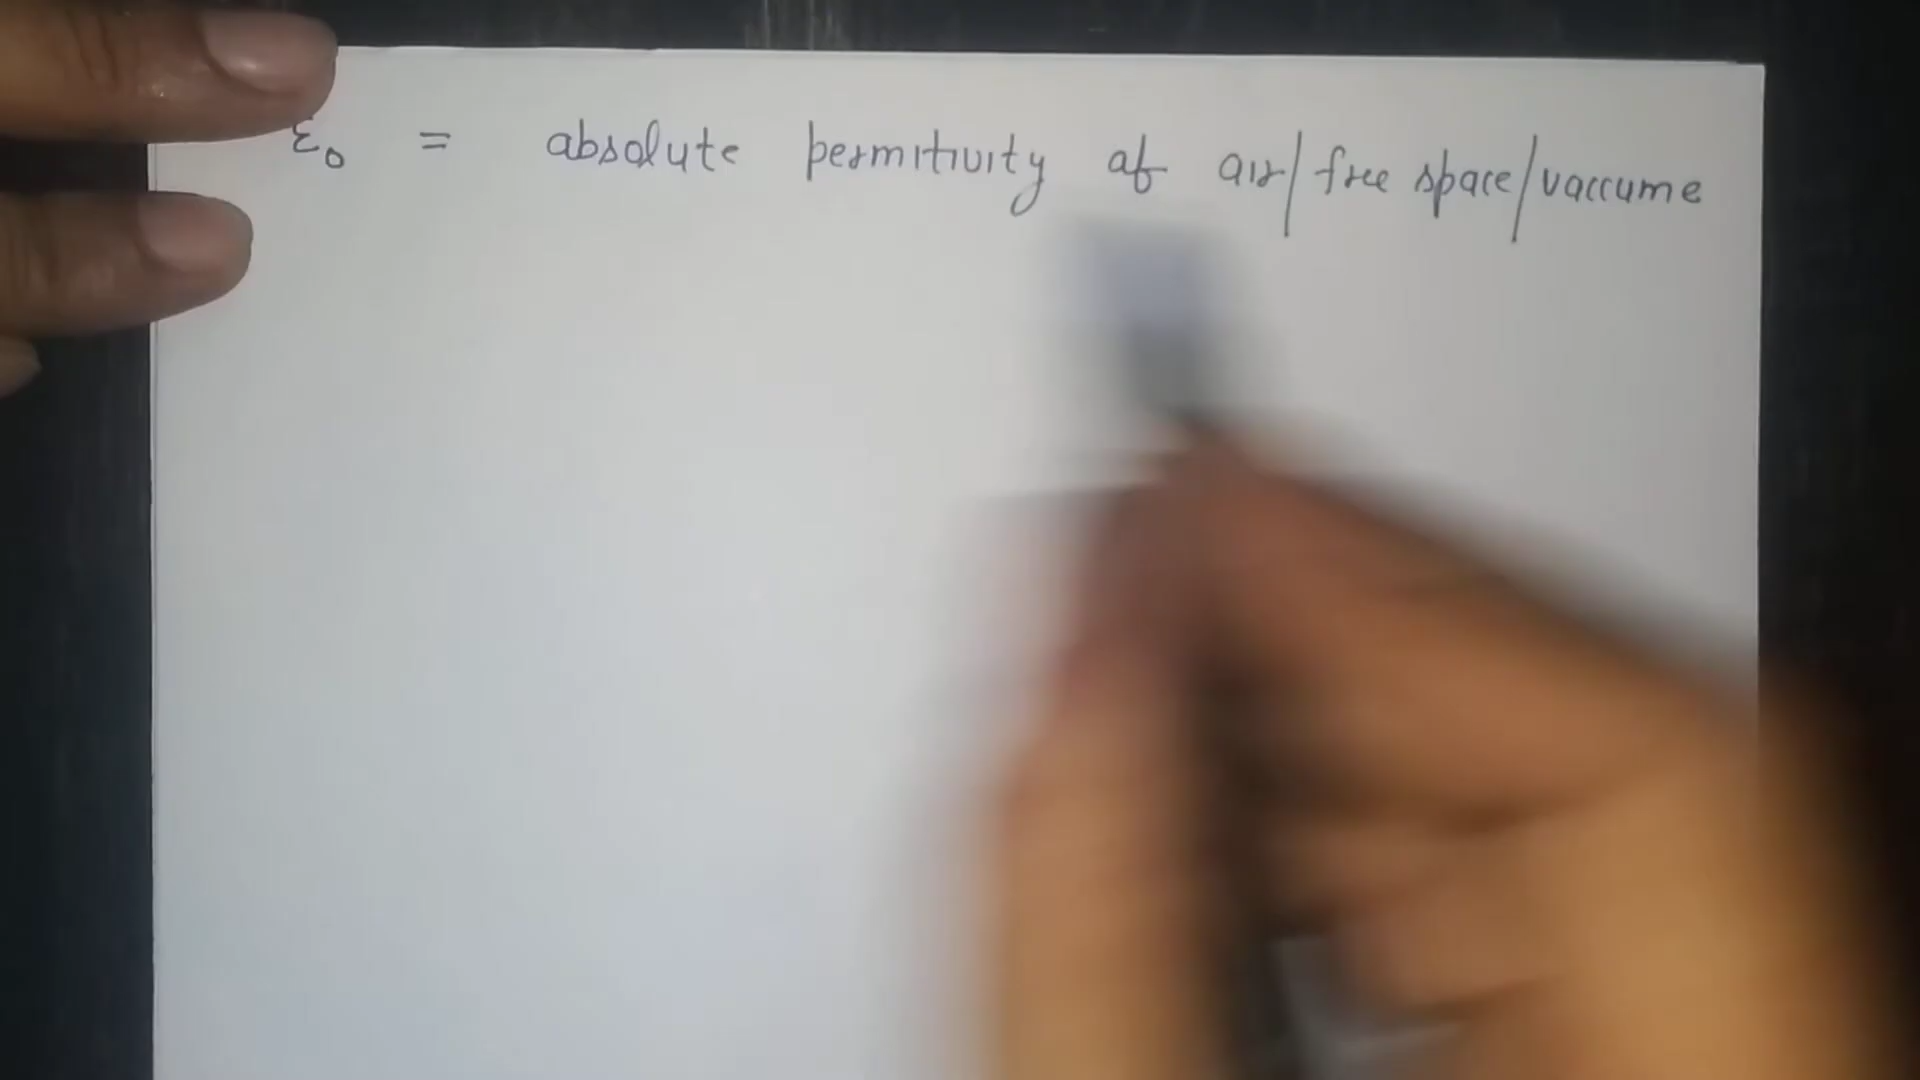 ε₀ = absolute permitivity of air/free space/vaccume